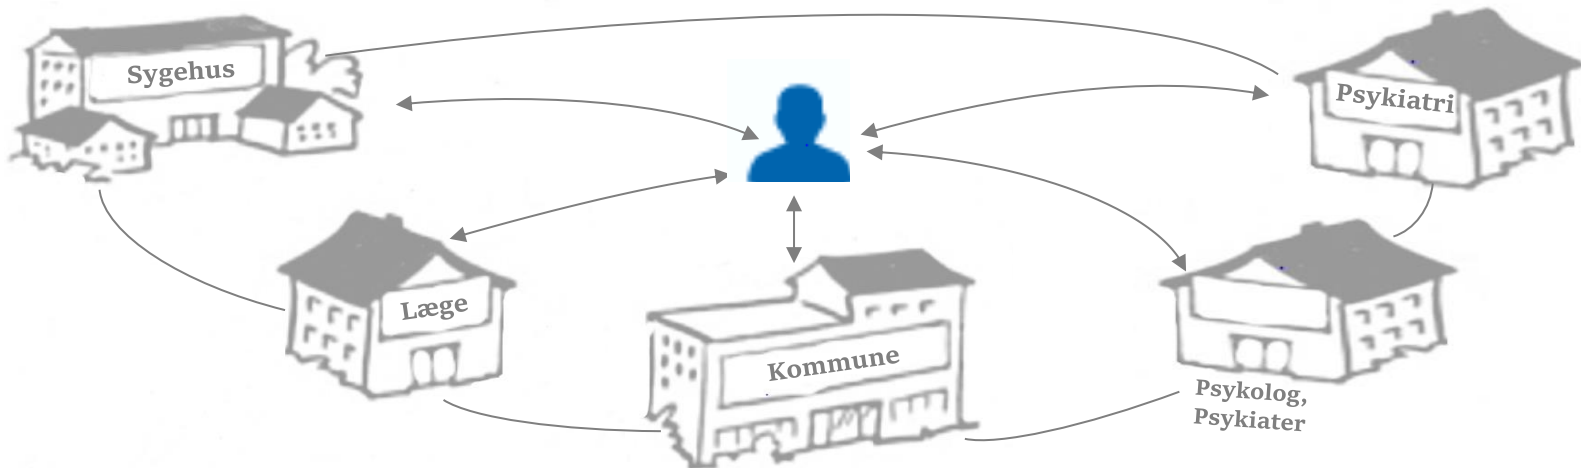 Sygehus
Psykiatri
Læge
Kommune
Psykolog,
Psykiater